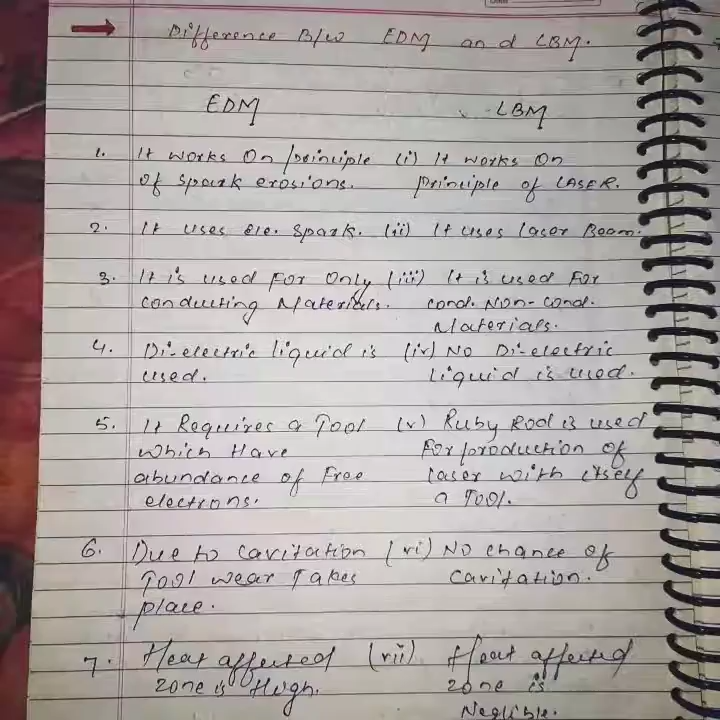 Difference B/w EDM and LBM.
EDM LBM
1. It works On principle (i) It works On
of spark erosions. principle of LASER.
2. It uses ele. spark. (ii) It uses laser Beam.
3. It is used For Only (iii) It is used For
conducting Materials. cond. Non-cond.
Materials.
4. Di-electric liquid is (iv) No Di-electric
used. liquid is used.
5. It Requires a Tool (v) Ruby Rod is used
which Have For production of
abundance of Free laser with itself
electrons. a Tool.
6. Due to cavitation (vi) No chance of
Tool wear Takes Cavitation.
place.
7. Heat affected (vii) Heat affected
zone is High. zone is
Neglible.